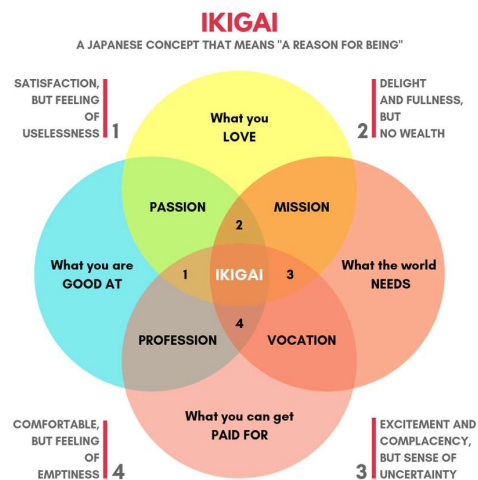 IKIGAI
A JAPANESE CONCEPT THAT MEANS "A REASON FOR BEING"
SATISFACTION,
BUT FEELING
OF
USELESSNESS 1
DELIGHT
AND FULLNESS,
BUT
2 NO WEALTH
What you
LOVE
PASSION
MISSION
2
What you are
GOOD AT
1
IKIGAI
3
What the world
NEEDS
4
PROFESSION
VOCATION
What you can get
PAID FOR
COMFORTABLE,
BUT FEELING
OF
EMPTINESS 4
EXCITEMENT AND
COMPLACENCY,
BUT SENSE OF
3 UNCERTAINTY